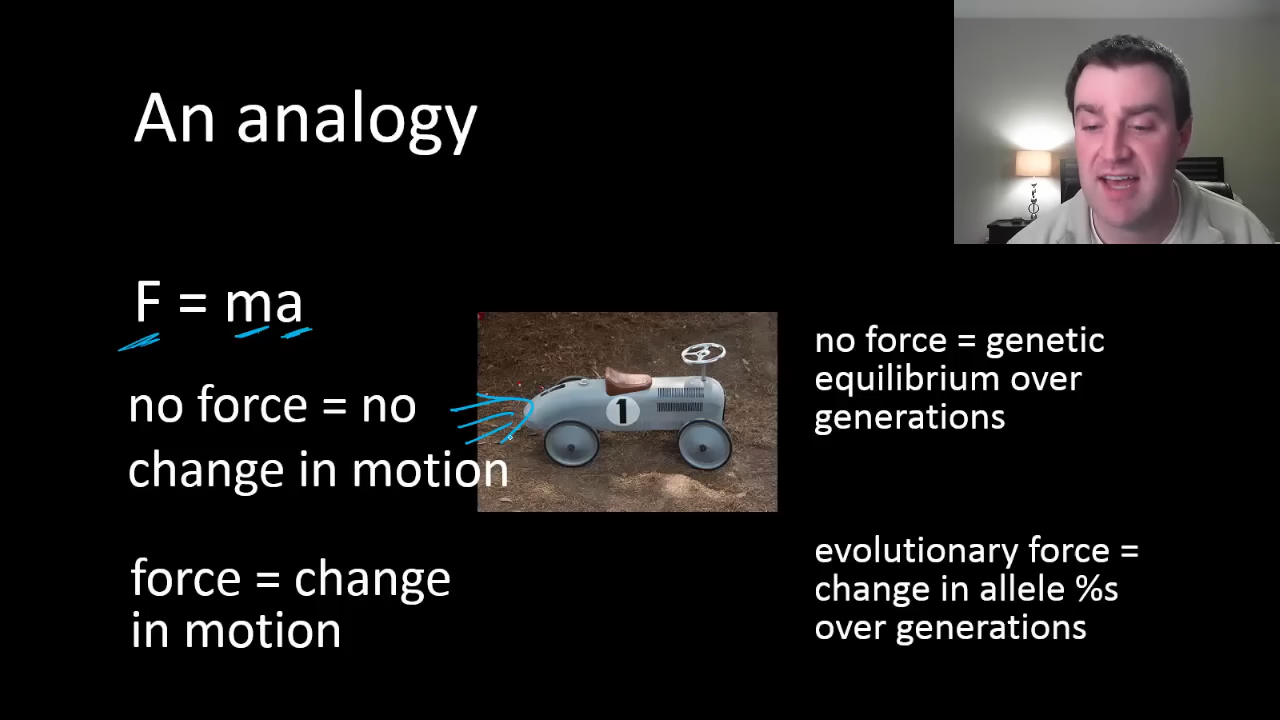 An analogy
F = ma
no force = no
change in motion
force = change
in motion
1
no force = genetic
equilibrium over
generations
evolutionary force =
change in allele %s
over generations